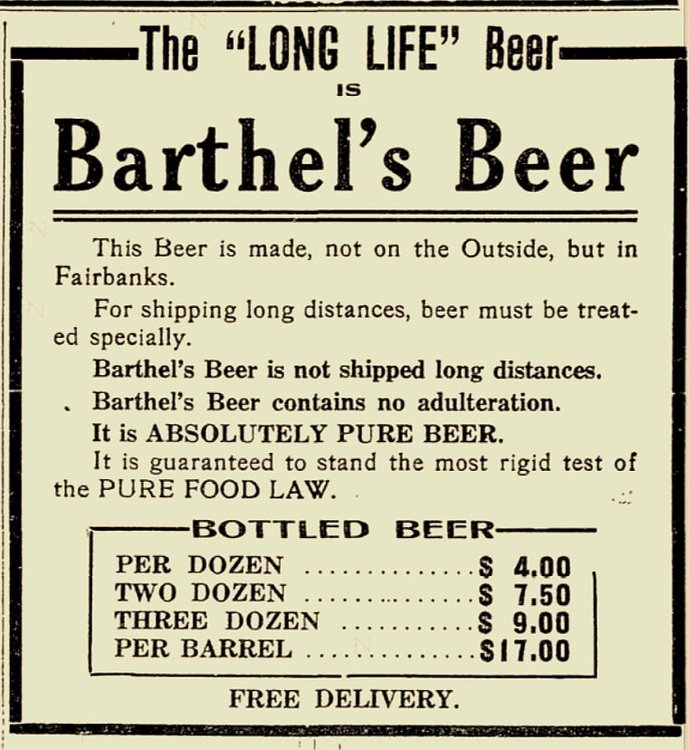 The "LONG LIFE" Beer
IS
Barthel's Beer
This Beer is made, not on the Outside, but in
Fairbanks.
For shipping long distances, beer must be treat-
ed specially.
Barthel's Beer is not shipped long distances.
Barthel's Beer contains no adulteration.
It is ABSOLUTELY PURE BEER.
It is guaranteed to stand the most rigid test of
the PURE FOOD LAW.
BOTTLED BEER
PER DOZEN ..............$ 4.00
TWO DOZEN ..............$ 7.50
THREE DOZEN ...........$ 9.00
PER BARREL ..............$17.00
FREE DELIVERY.